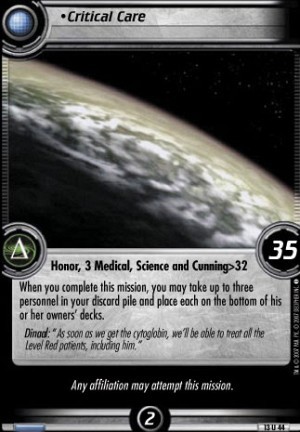 •Critical Care
Δ
35
Honor, 3 Medical, Science and Cunning>32
When you complete this mission, you may take up to three
personnel in your discard pile and place each on the bottom of his
or her owners' decks.
Dinaal: "As soon as we get the cytoglobin, we'll be able to treat all the
Level Red patients, including him."
Any affiliation may attempt this mission.
2
13 U 44